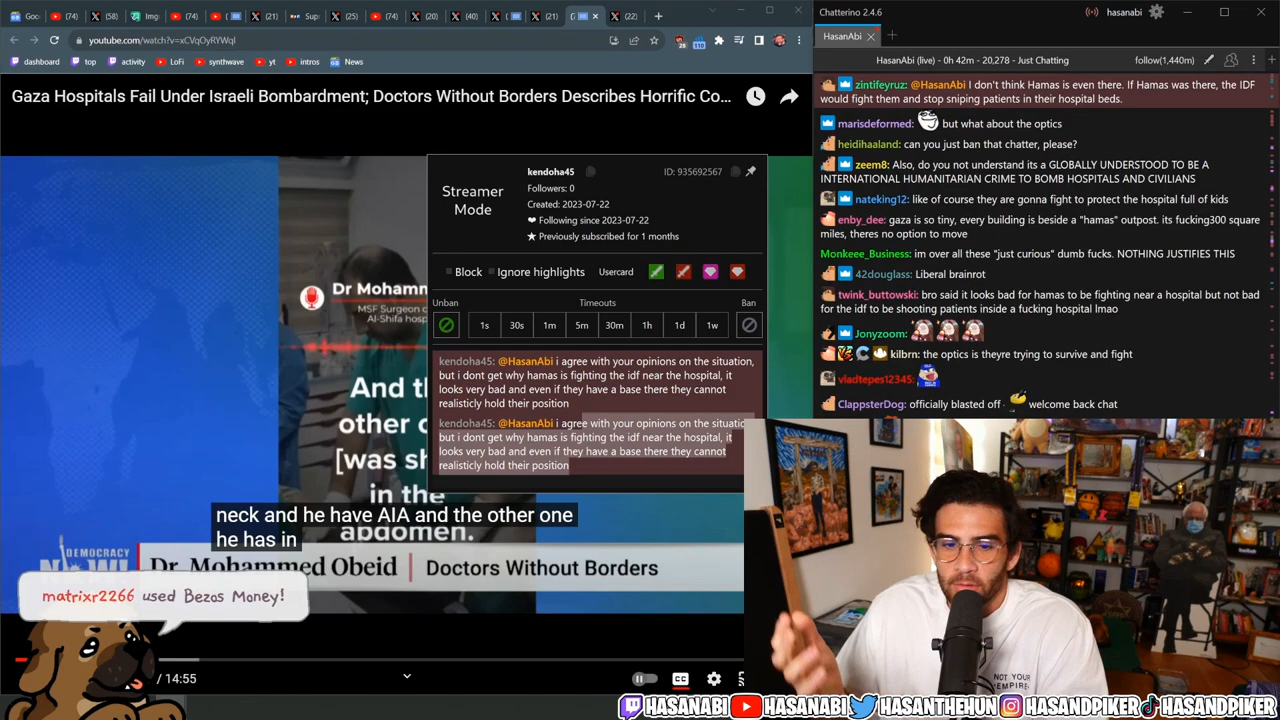 Goo
(74)
(58)
Img
(74)
(74)
(21)
Sup
(25)
(74)
(20)
(40)
(21)
(22)
youtube.com/watch?v=xCVqOyRYWqI
dashboard
top
activity
LoFi
synthwave
yt
intros
News
Gaza Hospitals Fail Under Israeli Bombardment; Doctors Without Borders Describes Horrific Co...
Dr Mohamm
MSF Surgeon
Al-Shifa hosp
And t
other
[was sh
in the
abdomen.
neck and he have AIA and the other one
he has in
DEMOCRACY
Dr. Mohammed Obeid | Doctors Without Borders
matrixr2266 used Bezos Money!
/ 14:55
Streamer
Mode
kendoha45
ID: 935692567
Followers: 0
Created: 2023-07-22
❤ Following since 2023-07-22
★ Previously subscribed for 1 months
Block
Ignore highlights
Usercard
Unban
Timeouts
Ban
1s
30s
1m
5m
30m
1h
1d
1w
kendoha45: @HasanAbi i agree with your opinions on the situation,
but i dont get why hamas is fighting the idf near the hospital, it
looks very bad and even if they have a base there they cannot
realisticly hold their position
kendoha45: @HasanAbi i agree with your opinions on the situatio
but i dont get why hamas is fighting the idf near the hospital, it
looks very bad and even if they have a base there they cannot
realisticly hold their position
Chatterino 2.4.6
hasanabi
HasanAbi
HasanAbi (live) - 0h 42m - 20,278 - Just Chatting
follow(1,440m)
zintifeyruz: @HasanAbi I don't think Hamas is even there. If Hamas was there, the IDF
would fight them and stop sniping patients in their hospital beds.
marisdeformed: but what about the optics
heidihaaland: can you just ban that chatter, please?
zeem8: Also, do you not understand its a GLOBALLY UNDERSTOOD TO BE A
INTERNATIONAL HUMANITARIAN CRIME TO BOMB HOSPITALS AND CIVILIANS
nateking12: like of course they are gonna fight to protect the hospital full of kids
enby_dee: gaza is so tiny, every building is beside a "hamas" outpost. its fucking300 square
miles, theres no option to move
Monkeee_Business: im over all these "just curious" dumb fucks. NOTHING JUSTIFIES THIS
42douglass: Liberal brainrot
twink_buttowski: bro said it looks bad for hamas to be fighting near a hospital but not bad
for the idf to be shooting patients inside a fucking hospital lmao
Jonyzoom:
kilbrn: the optics is theyre trying to survive and fight
vladtepes12345:
ClappsterDog: officially blasted off welcome back chat
NOT YOUR
EMPIRE
HASANABI
HASANABI
HASANTHEHUN
HASANDPIKER
HASANDPIKER